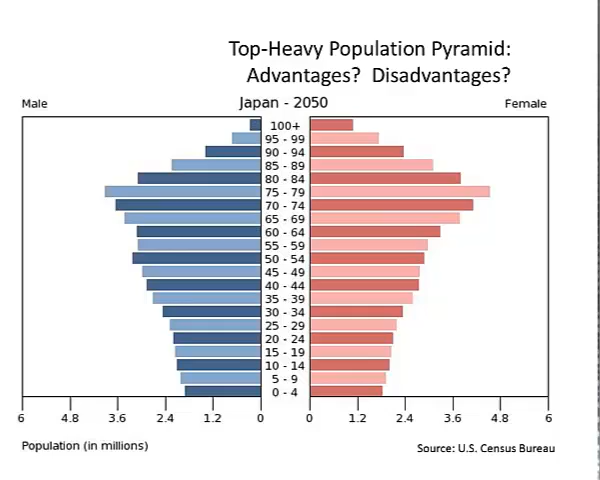 Top-Heavy Population Pyramid:
Advantages?  Disadvantages?
Male
Japan - 2050
Female
100+
95 - 99
90 - 94
85 - 89
80 - 84
75 - 79
70 - 74
65 - 69
60 - 64
55 - 59
50 - 54
45 - 49
40 - 44
35 - 39
30 - 34
25 - 29
20 - 24
15 - 19
10 - 14
5 - 9
0 - 4
6 4.8 3.6 2.4 1.2 0 0 1.2 2.4 3.6 4.8 6
Population (in millions)
Source: U.S. Census Bureau